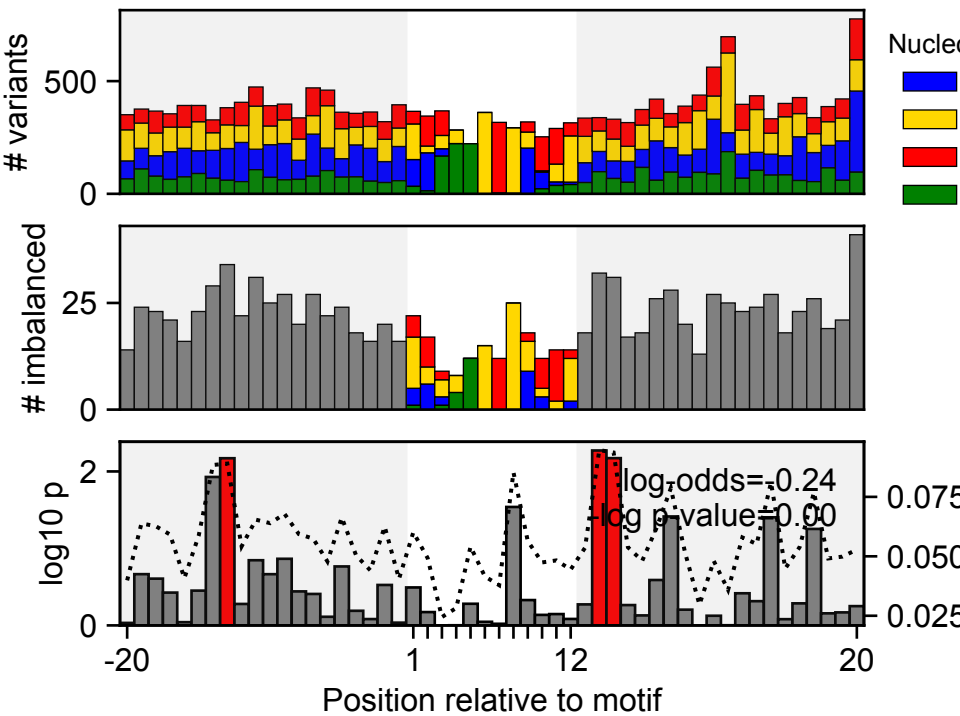 # variants
500
0
Nucleo
# imbalanced
25
0
log10 p
2
0
log odds=-0.24
-log p-value=0.00
0.075
0.050
0.025
-20
1
12
20
Position relative to motif